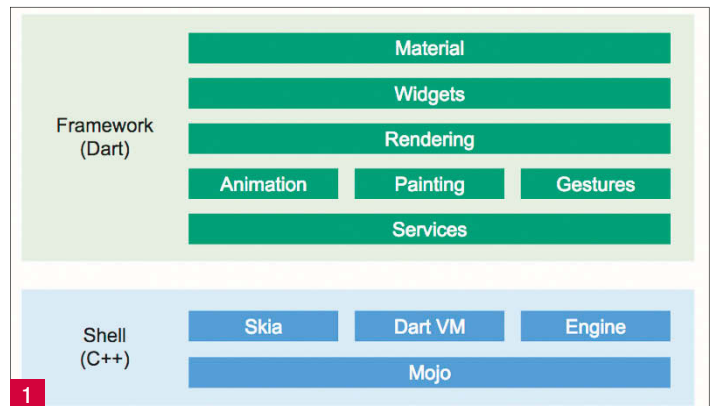 Material
Widgets
Framework
(Dart)
Rendering
Animation Painting Gestures
Services
Shell
(C++)
Skia Dart VM Engine
Mojo
1